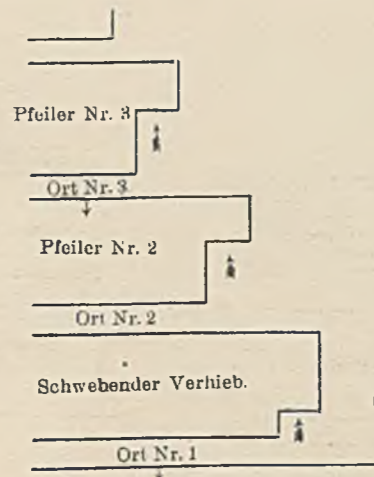 Pfeiler Nr. 3
Ort Nr. 3
Pfeiler Nr. 2
Ort Nr. 2
Schwebender Verhieb.
Ort Nr. 1